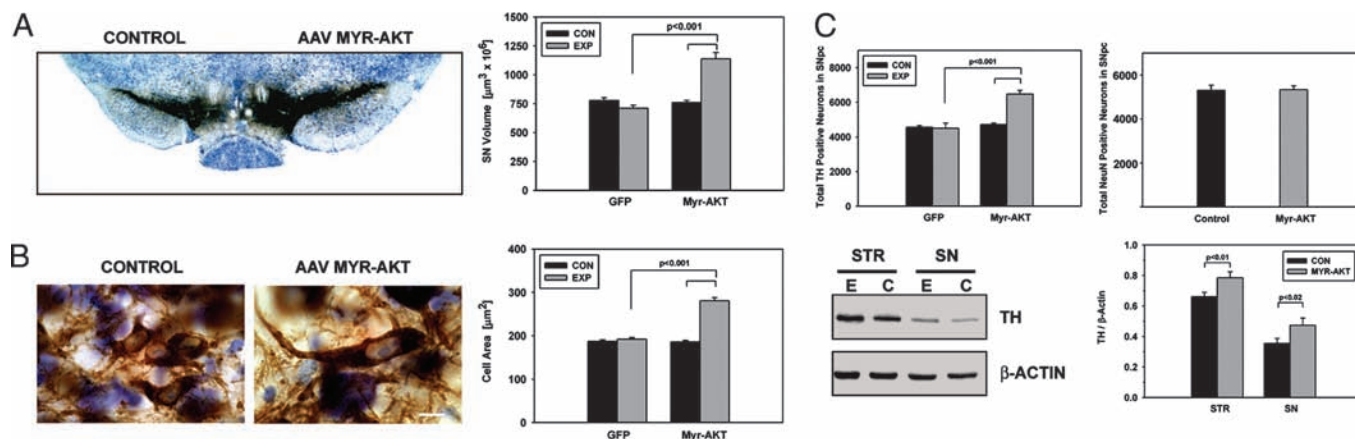 A
CONTROL
AAV MYR-AKT
SN Volume [µm³ x 10⁶]
1500
1250
1000
750
500
250
0
CON
EXP
p<0.001
GFP
Myr-AKT
B
CONTROL
AAV MYR-AKT
Cell Area [µm²]
400
300
200
100
0
CON
EXP
p<0.001
GFP
Myr-AKT
C
Total TH Positive Neurons in SNpc
10000
8000
6000
4000
2000
0
CON
EXP
p<0.001
GFP
Myr-AKT
Total NeuN Positive Neurons in SNpc
8000
6000
4000
2000
0
Control
Myr-AKT
STR
SN
E
C
E
C
TH
β-ACTIN
TH / β-Actin
1.0
0.8
0.6
0.4
0.2
0.0
p<0.01
p<0.02
CON
MYR-AKT
STR
SN